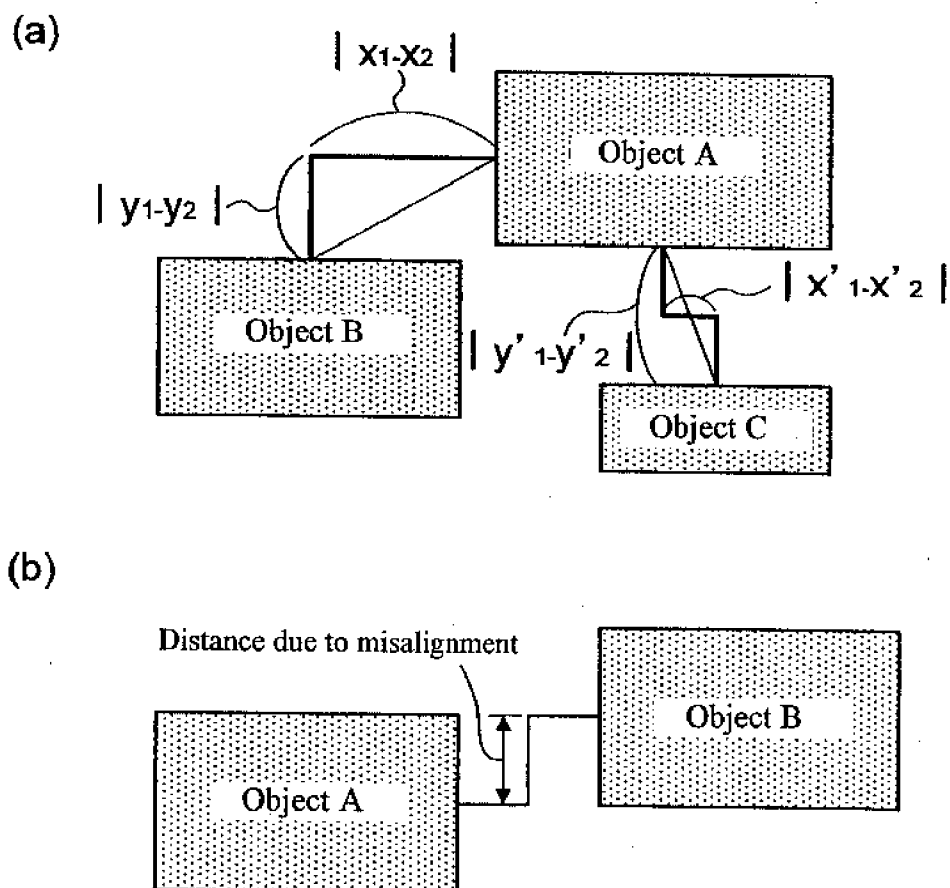 (a)
| x1-x2 |
Object A
| y1-y2 |
| x'1-x'2 |
Object B
| y'1-y'2 |
Object C
(b)
Distance due to misalignment
Object B
Object A